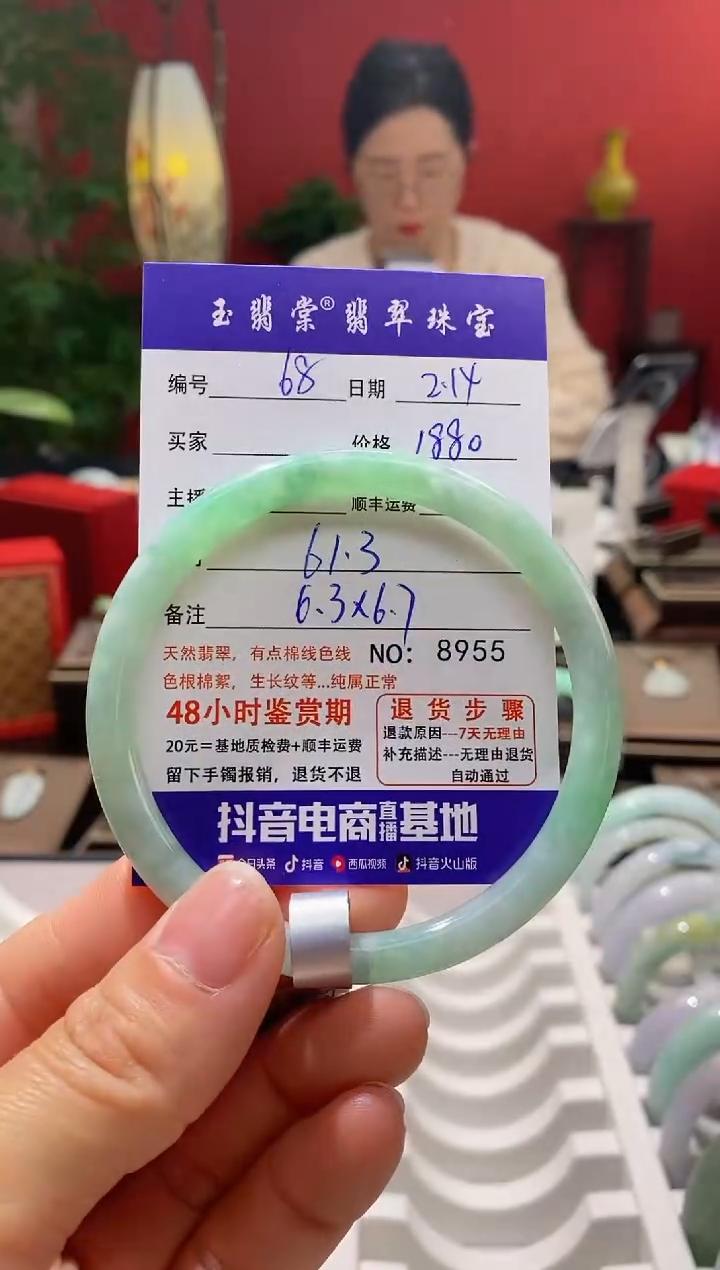 玉翡棠®翡翠珠宝
编号 68 日期 2.14
买家 价格 1880
主播 顺丰运费
61.3
备注 6.3×6.7
天然翡翠，有点棉线色线 NO: 8955
色根棉絮，生长纹等...纯属正常
48小时鉴赏期
20元=基地质检费+顺丰运费
留下手镯报销，退货不退
退货步骤
退款原因---7天无理由
补充描述---无理由退货
自动通过
抖音电商直播基地
今日头条 抖音 西瓜视频 抖音火山版